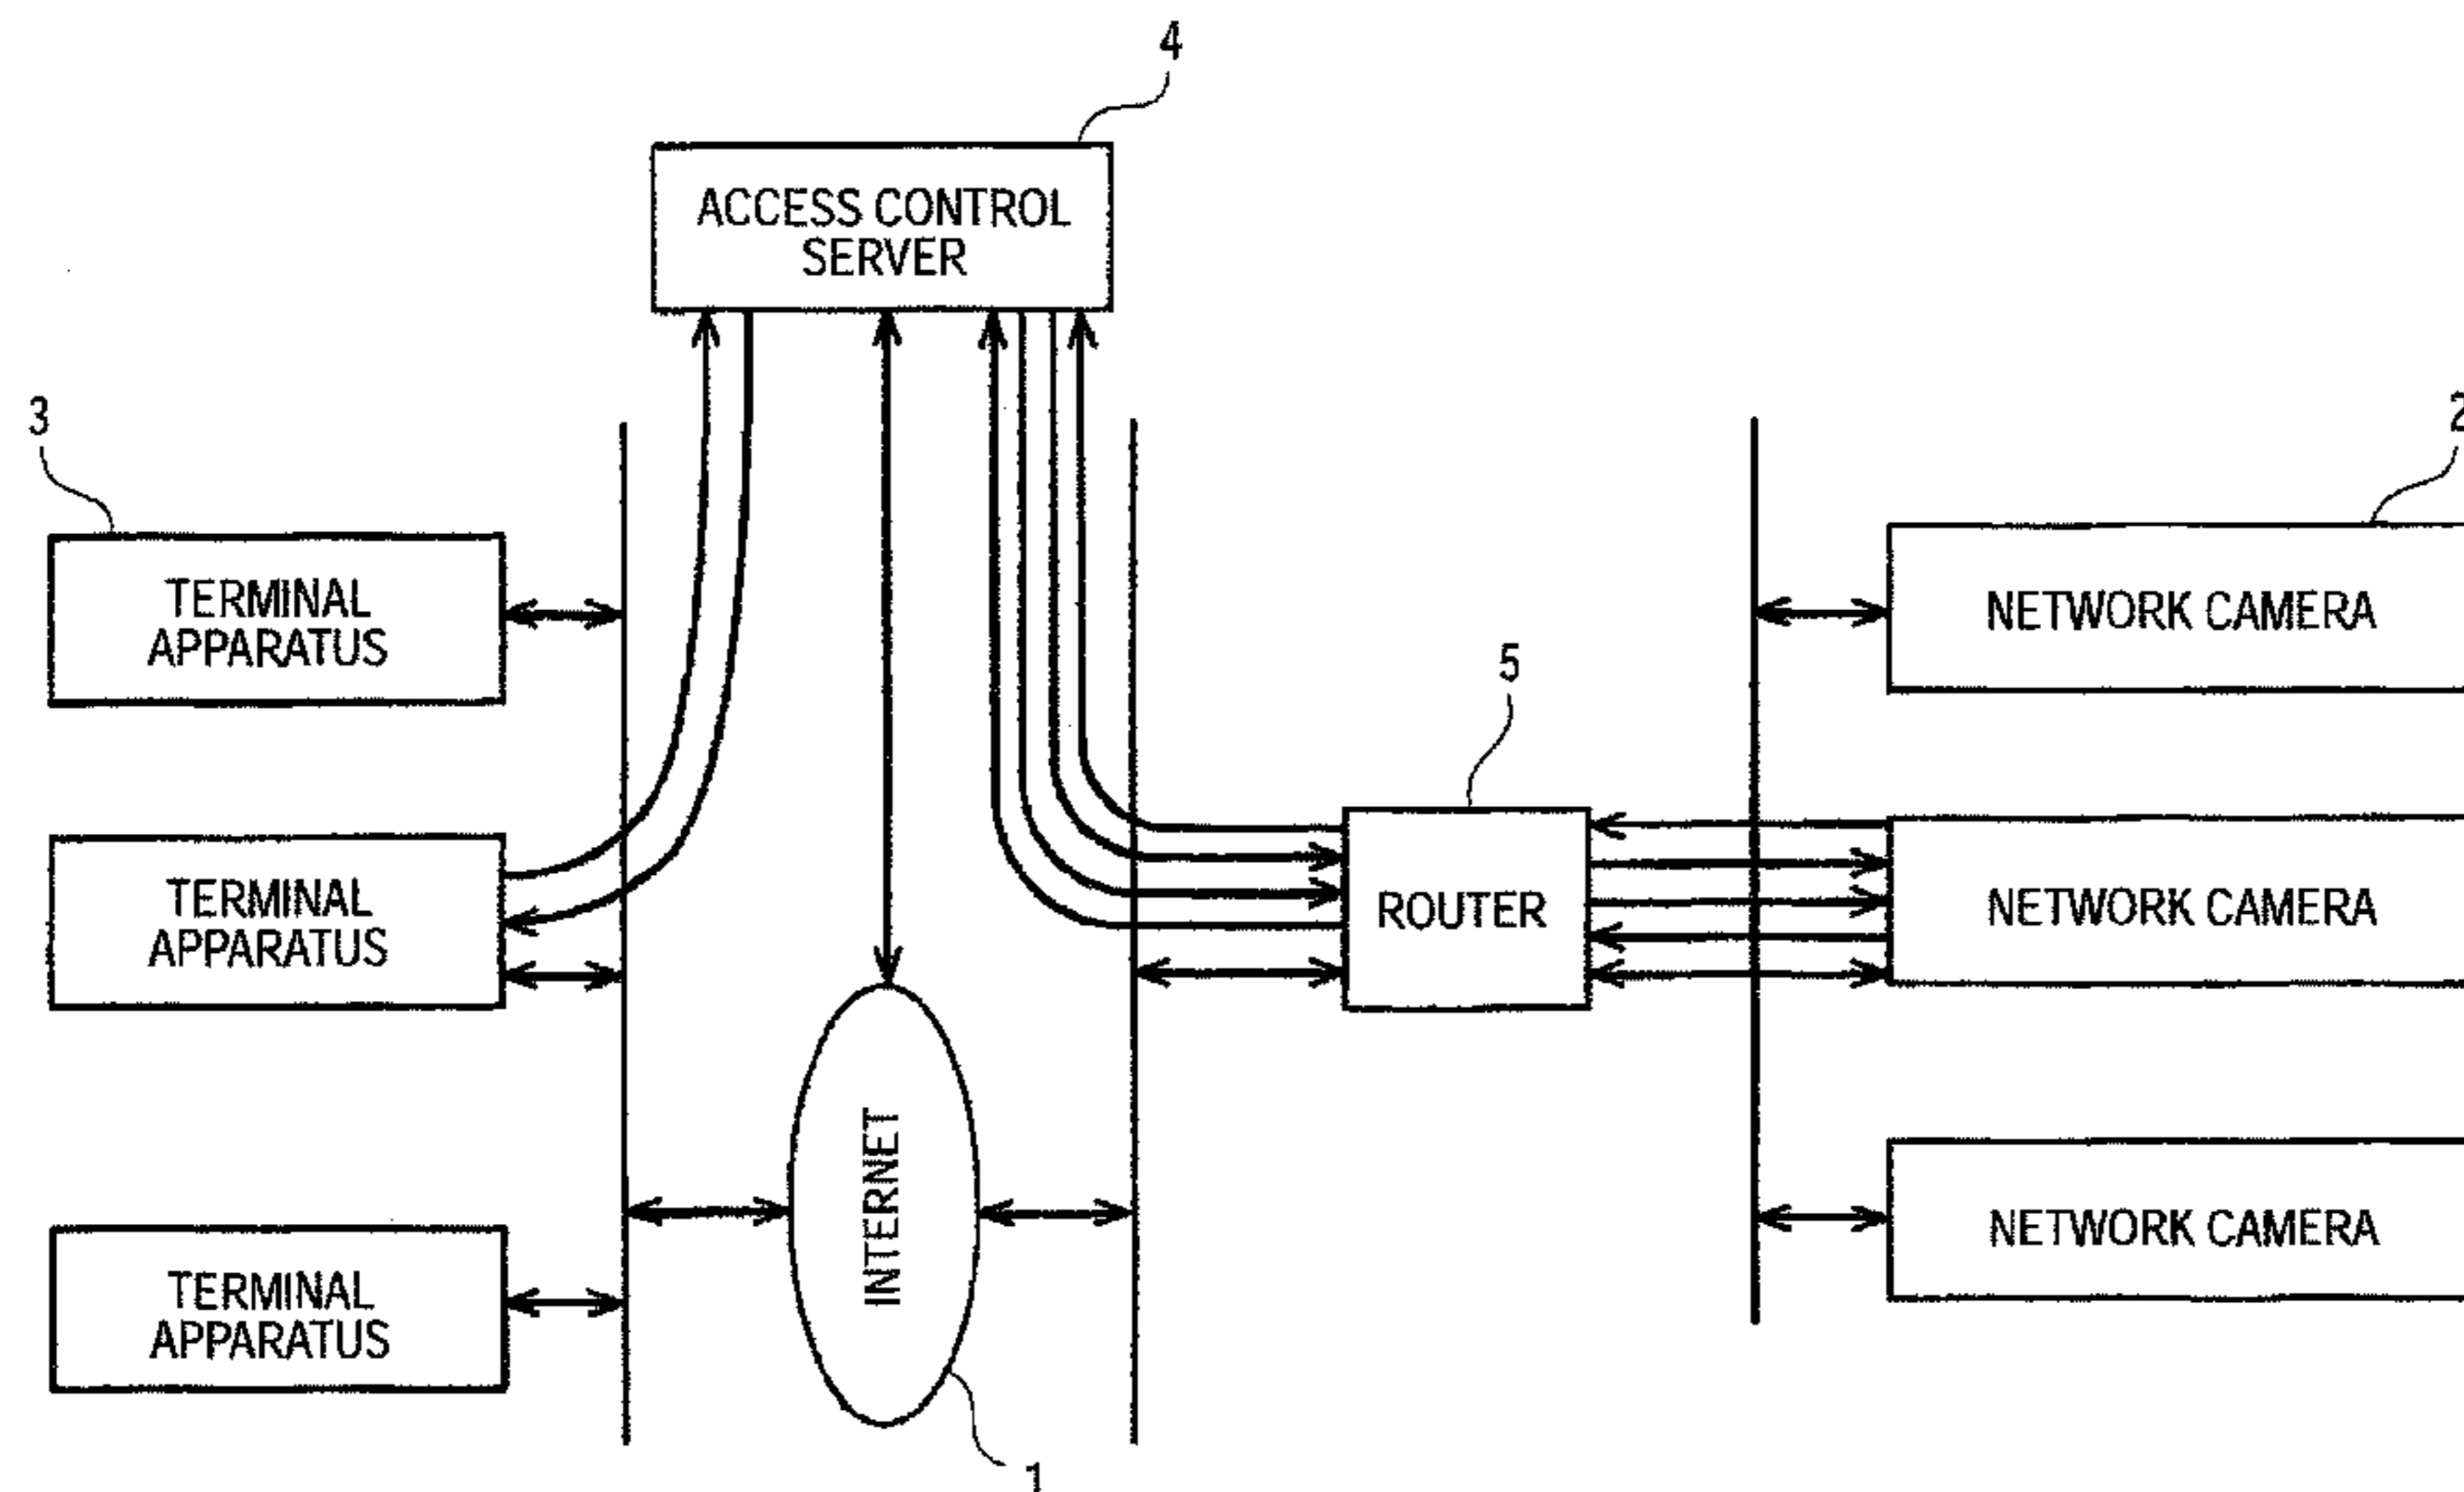 4
ACCESS CONTROL
SERVER
3
2
TERMINAL
APPARATUS
NETWORK CAMERA
5
TERMINAL
APPARATUS
ROUTER
NETWORK CAMERA
INTERNET
TERMINAL
APPARATUS
NETWORK CAMERA
1